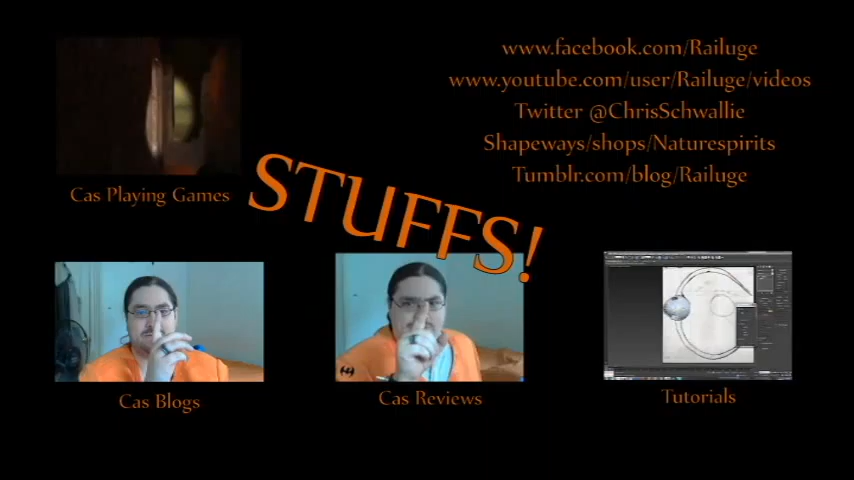 www.facebook.com/Railuge
www.youtube.com/user/Railuge/videos
Twitter @ChrisSchwallie
Shapeways/shops/Naturespirits
Tumblr.com/blog/Railuge
Cas Playing Games
STUFFS!
Cas Blogs
Cas Reviews
Tutorials